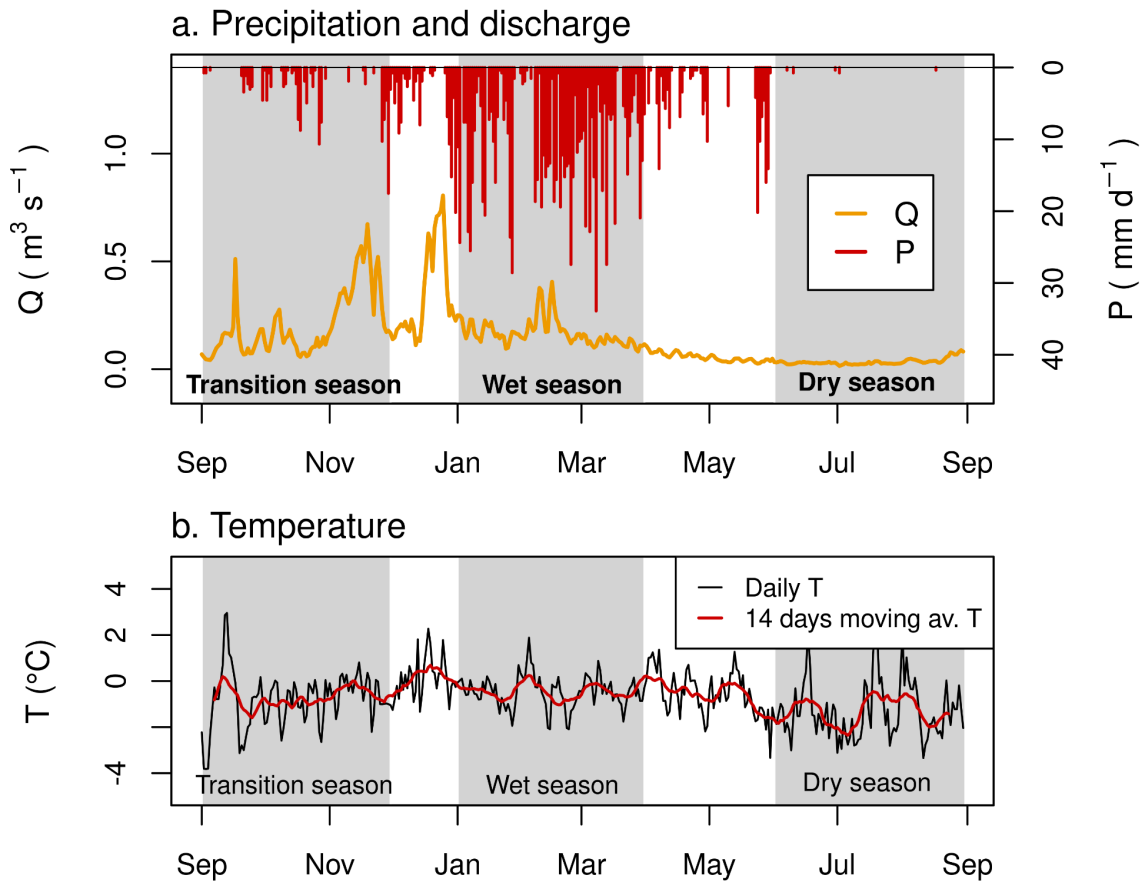 a. Precipitation and discharge
Q ( m³ s⁻¹ )
0.0
0.5
1.0
P ( mm d⁻¹ )
0
10
20
30
40
Q
P
Transition season
Wet season
Dry season
Sep
Nov
Jan
Mar
May
Jul
Sep
b. Temperature
T (°C)
4
2
0
-4
Daily T
14 days moving av. T
Transition season
Wet season
Dry season
Sep
Nov
Jan
Mar
May
Jul
Sep